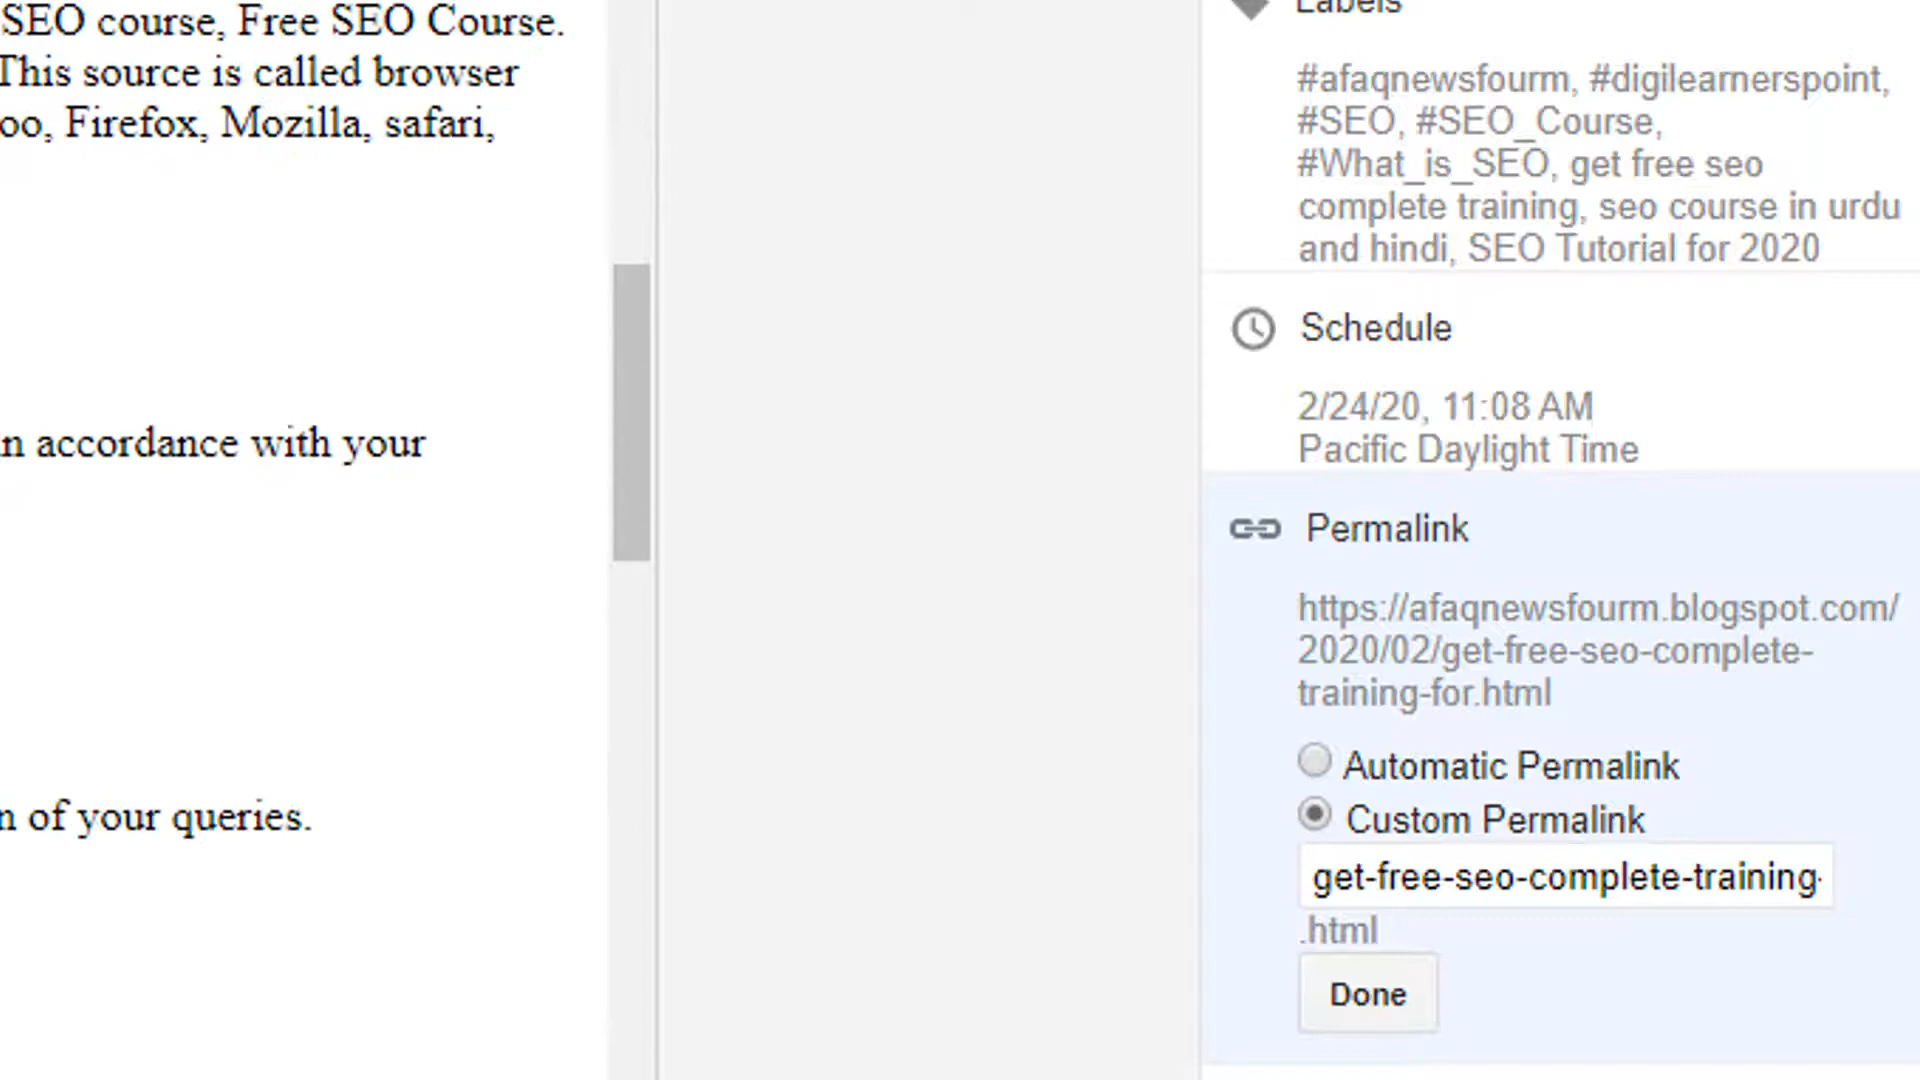 SEO course, Free SEO Course.
This source is called browser
oo, Firefox, Mozilla, safari,
n accordance with your
n of your queries.
Labels
#afaqnewsfourm, #digilearnerspoint,
#SEO, #SEO_Course,
#What_is_SEO, get free seo
complete training, seo course in urdu
and hindi, SEO Tutorial for 2020
Schedule
2/24/20, 11:08 AM
Pacific Daylight Time
Permalink
https://afaqnewsfourm.blogspot.com/
2020/02/get-free-seo-complete-
training-for.html
Automatic Permalink
Custom Permalink
get-free-seo-complete-training-
.html
Done